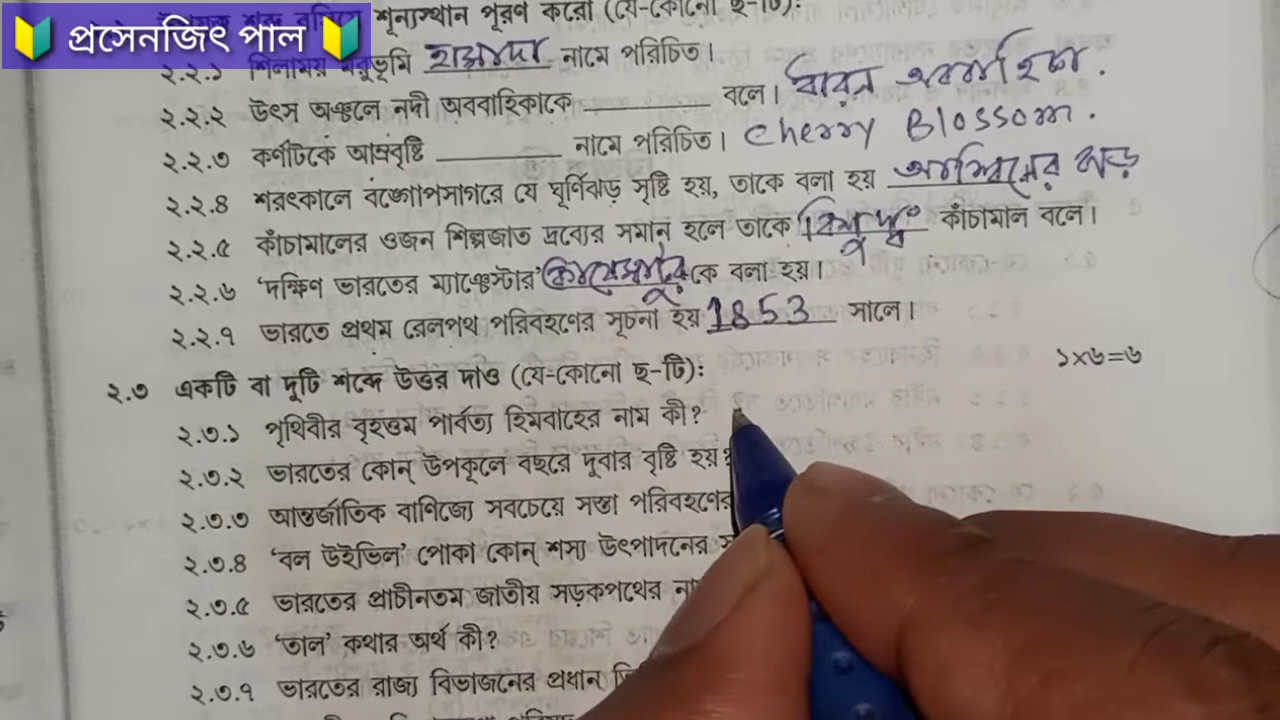 🔰 প্রসেনজিৎ পাল 🔰
শূন্যস্থান পূরণ করো (যে-কোনো ছ-টি):
২.২.১ শিলাময় মরুভূমি হামাদা নামে পরিচিত।
২.২.২ উৎস অঞ্চলে নদী অববাহিকাকে __________ বলে। ধারন অববাহিকা.
২.২.৩ কর্ণাটকে আম্রবৃষ্টি __________ নামে পরিচিত। Cherry Blossom.
২.২.৪ শরৎকালে বঙ্গোপসাগরে যে ঘূর্ণিঝড় সৃষ্টি হয়, তাকে বলা হয় আশ্বিনের ঝড়
২.২.৫ কাঁচামালের ওজন শিল্পজাত দ্রব্যের সমান হলে তাকে বিশুদ্ধ কাঁচামাল বলে।
২.২.৬ 'দক্ষিণ ভারতের ম্যাঞ্চেস্টার' কোয়েম্বাটুর কে বলা হয়।
২.২.৭ ভারতে প্রথম রেলপথ পরিবহণের সূচনা হয় 1853 সালে।
২.৩ একটি বা দুটি শব্দে উত্তর দাও (যে-কোনো ছ-টি): ১×৬=৬
২.৩.১ পৃথিবীর বৃহত্তম পার্বত্য হিমবাহের নাম কী?
২.৩.২ ভারতের কোন্ উপকূলে বছরে দুবার বৃষ্টি হয়?
২.৩.৩ আন্তর্জাতিক বাণিজ্যে সবচেয়ে সস্তা পরিবহণের
২.৩.৪ 'বল উইভিল' পোকা কোন্ শস্য উৎপাদনের
২.৩.৫ ভারতের প্রাচীনতম জাতীয় সড়কপথের
২.৩.৬ 'তাল' কথার অর্থ কী?
২.৩.৭ ভারতের রাজ্য বিভাজনের প্রধান